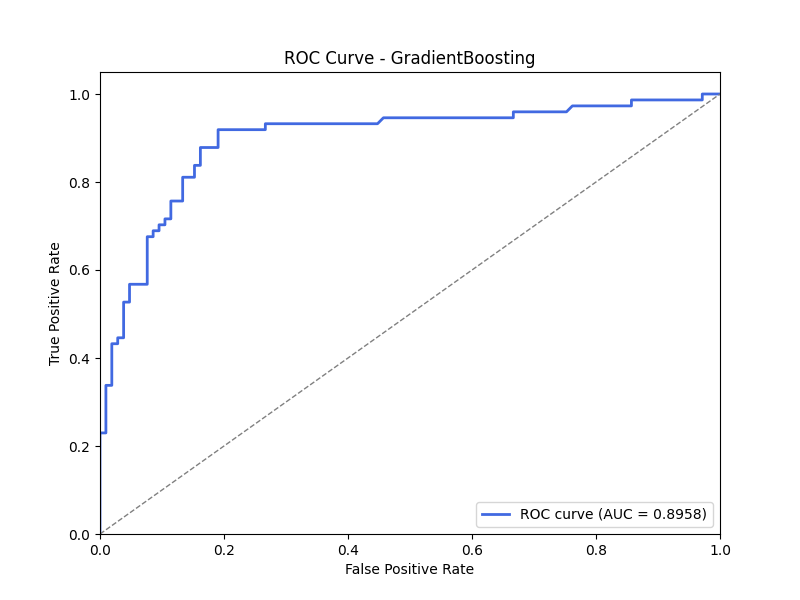 ROC Curve - GradientBoosting
True Positive Rate
1.0
0.8
0.6
0.4
0.2
0.0
0.0 0.2 0.4 0.6 0.8 1.0
False Positive Rate
ROC curve (AUC = 0.8958)